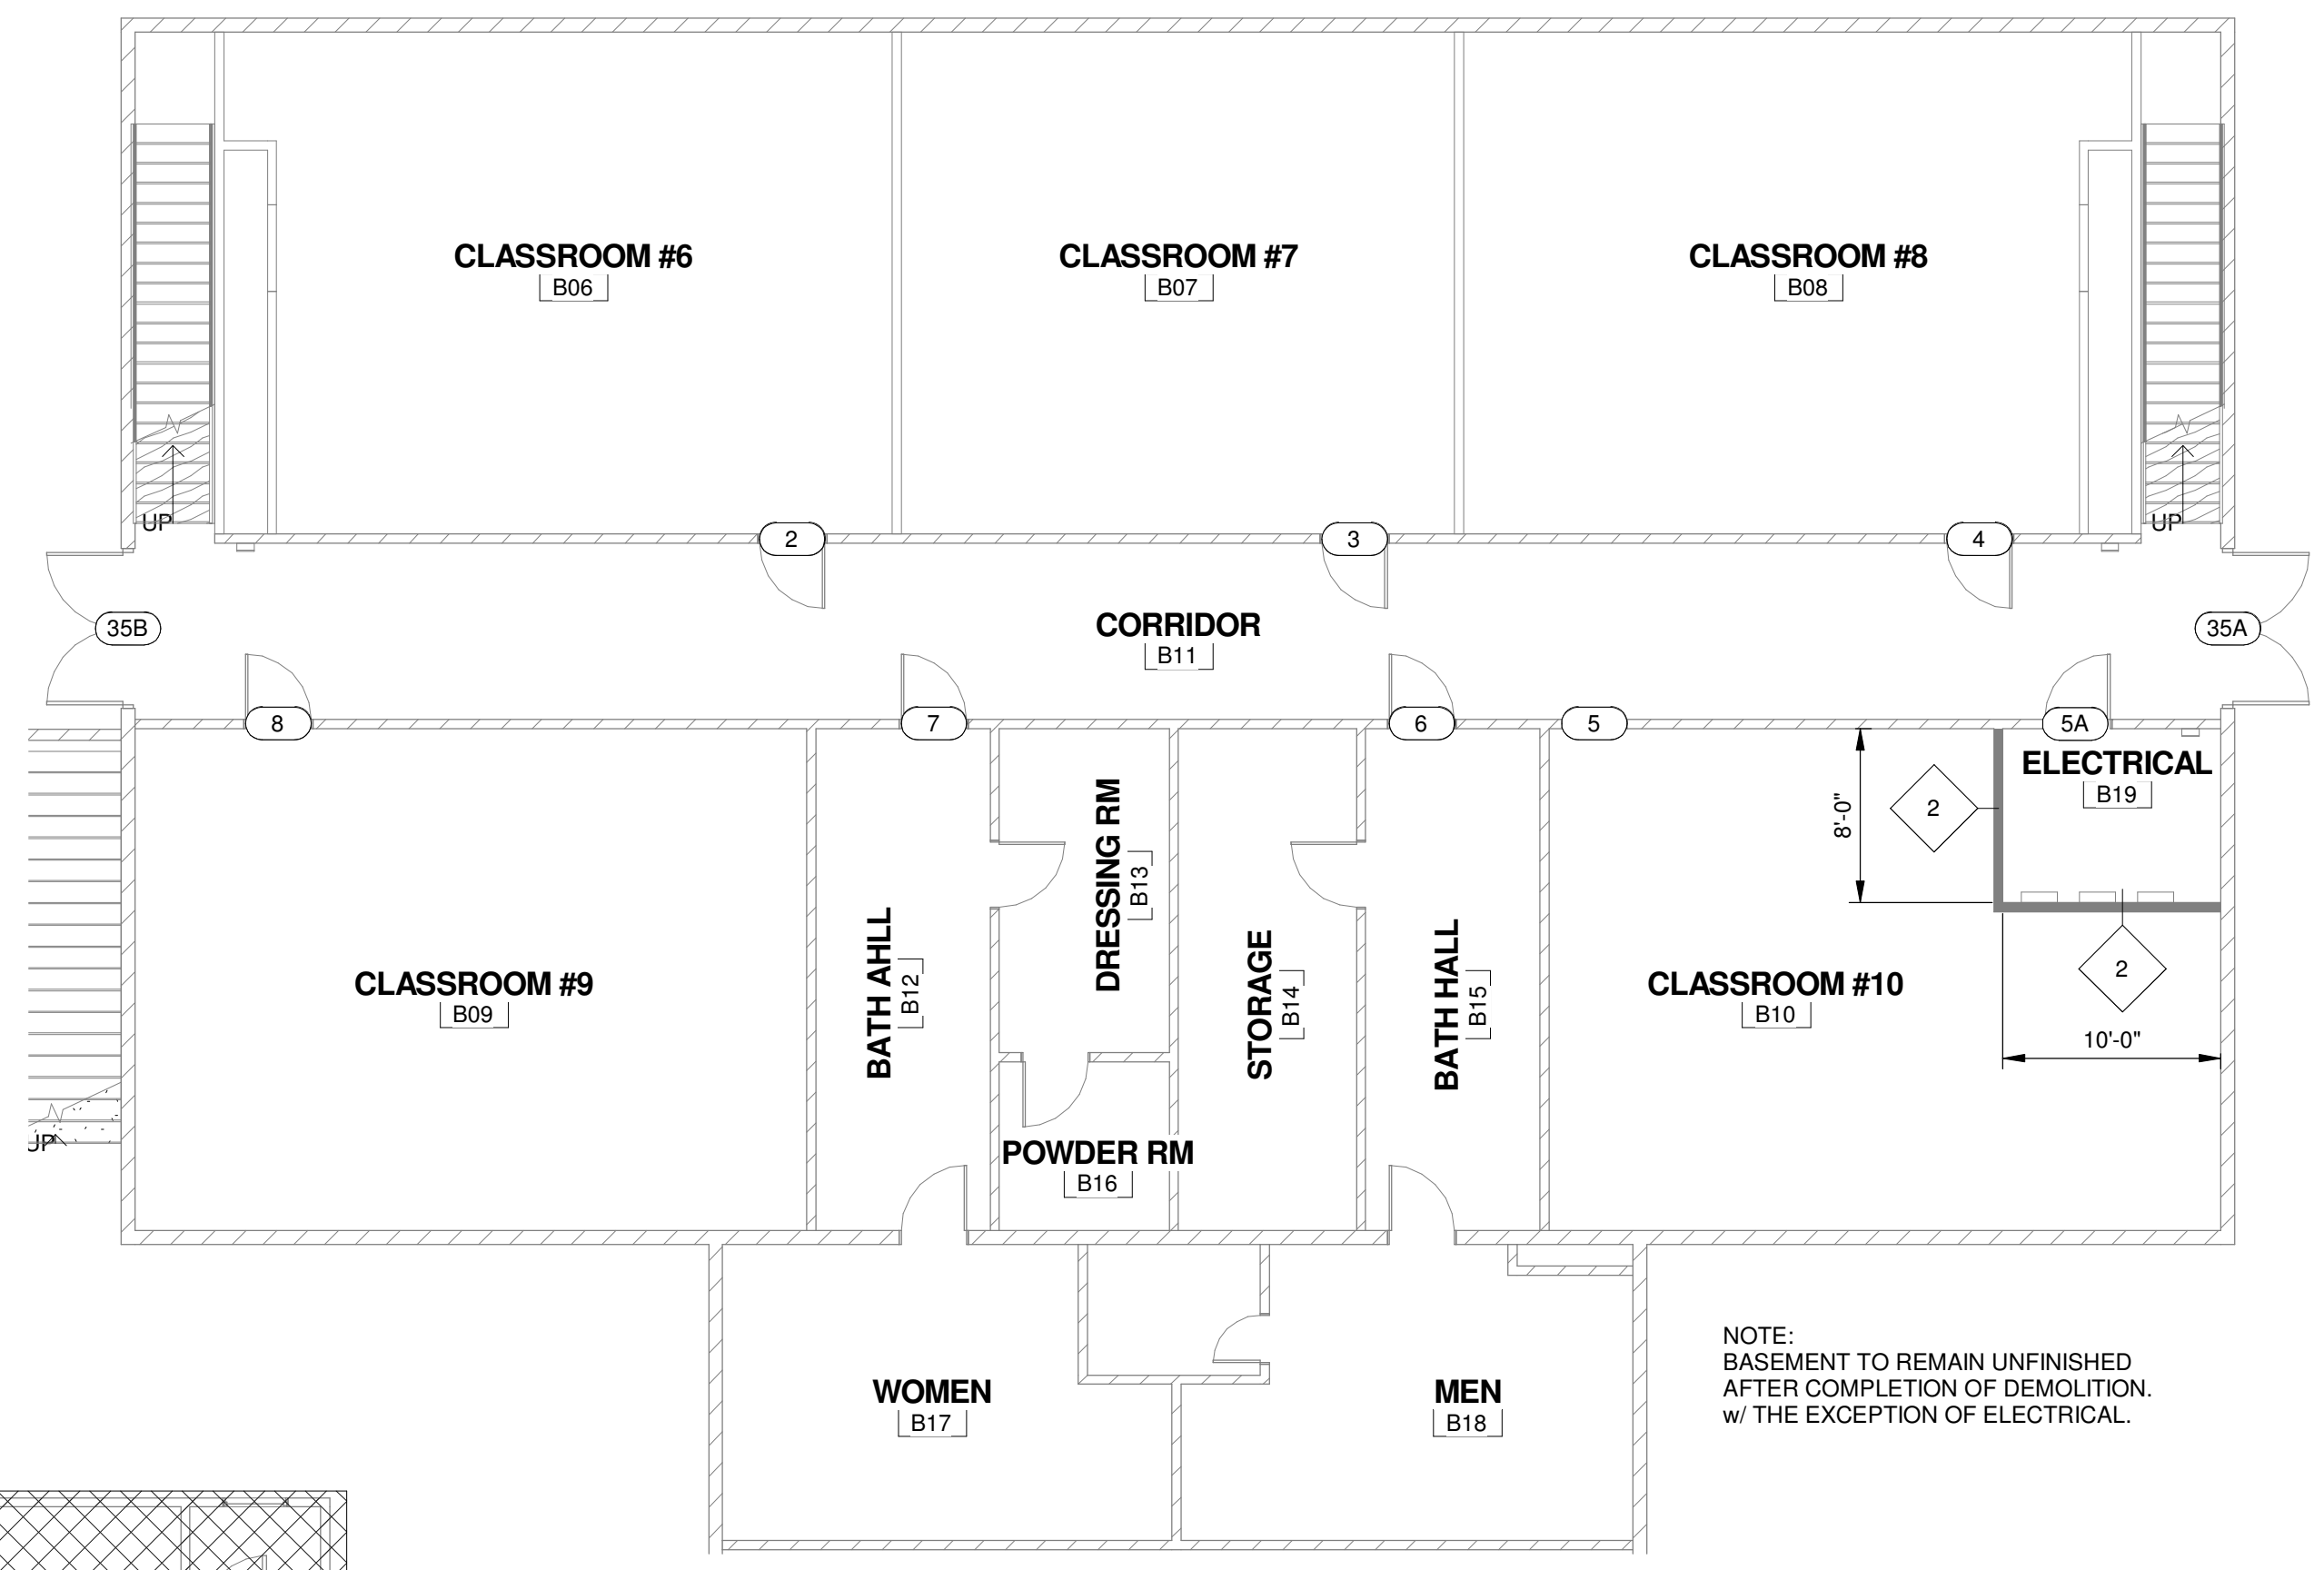 CLASSROOM #6
B06
CLASSROOM #7
B07
CLASSROOM #8
B08
UP
UP
2
3
4
35B
CORRIDOR
B11
35A
8
7
6
5
5A
ELECTRICAL
B19
2
8'-0"
DRESSING RM
B13
BATH AHLL
B12
STORAGE
B14
BATH HALL
B15
CLASSROOM #9
B09
CLASSROOM #10
B10
2
10'-0"
UP
POWDER RM
B16
WOMEN
B17
MEN
B18
NOTE:
BASEMENT TO REMAIN UNFINISHED
AFTER COMPLETION OF DEMOLITION.
w/ THE EXCEPTION OF ELECTRICAL.